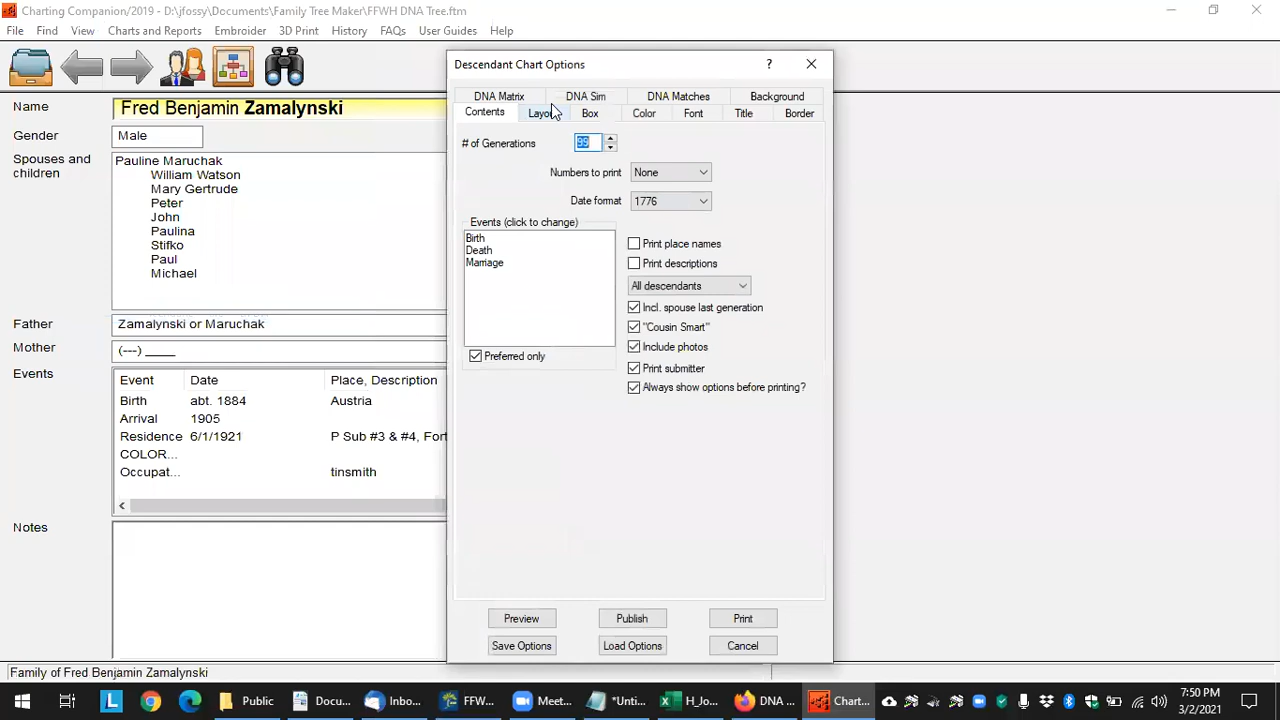 Charting Companion/2019 - D:\jfossy\Documents\Family Tree Maker\FFWH DNA Tree.ftm
File Find View Charts and Reports Embroider 3D Print History FAQs User Guides Help
Name Fred Benjamin Zamalynski
Gender Male
Spouses and children
Pauline Maruchak
William Watson
Mary Gertrude
Peter
John
Paulina
Stifko
Paul
Michael
Father Zamalynski or Maruchak
Mother (---) _____
Events
Event Date Place, Description
Birth abt. 1884 Austria
Arrival 1905
Residence 6/1/1921 P Sub #3 & #4, Fort
COLOR...
Occupat... tinsmith
Notes
Family of Fred Benjamin Zamalynski
Descendant Chart Options
DNA Matrix DNA Sim DNA Matches Background
Contents Layou Box Color Font Title Border
# of Generations 99
Numbers to print None
Date format 1776
Events (click to change)
Birth
Death
Marriage
Preferred only
Print place names
Print descriptions
All descendants
Incl. spouse last generation
"Cousin Smart"
Include photos
Print submitter
Always show options before printing?
Preview Publish Print
Save Options Load Options Cancel
Public Docu... Inbo... FFW... Meet... *Unti... H_Jo... DNA ... Chart...
7:50 PM
3/2/2021